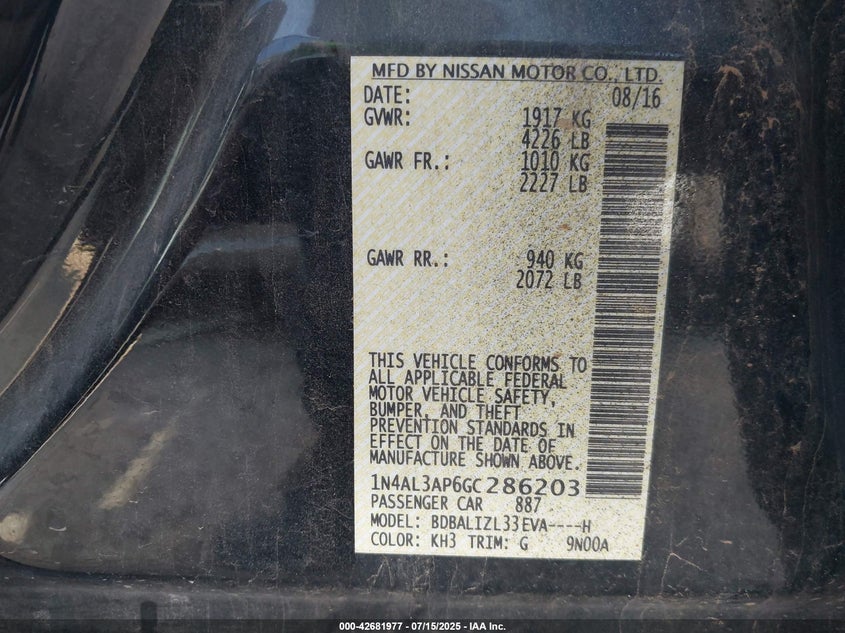 MFD BY NISSAN MOTOR CO., LTD.
DATE: 08/16
GVWR: 1917 KG
4226 LB
GAWR FR.: 1010 KG
2227 LB
GAWR RR.: 940 KG
2072 LB
THIS VEHICLE CONFORMS TO
ALL APPLICABLE FEDERAL
MOTOR VEHICLE SAFETY,
BUMPER, AND THEFT
PREVENTION STANDARDS IN
EFFECT ON THE DATE OF
MANUFACTURE SHOWN ABOVE.
1N4AL3AP6GC286203
PASSENGER CAR 887
MODEL: BDBALIZL33EVA----H
COLOR: KH3 TRIM: G 9N00A
000-42681977 - 07/15/2025 - IAA Inc.